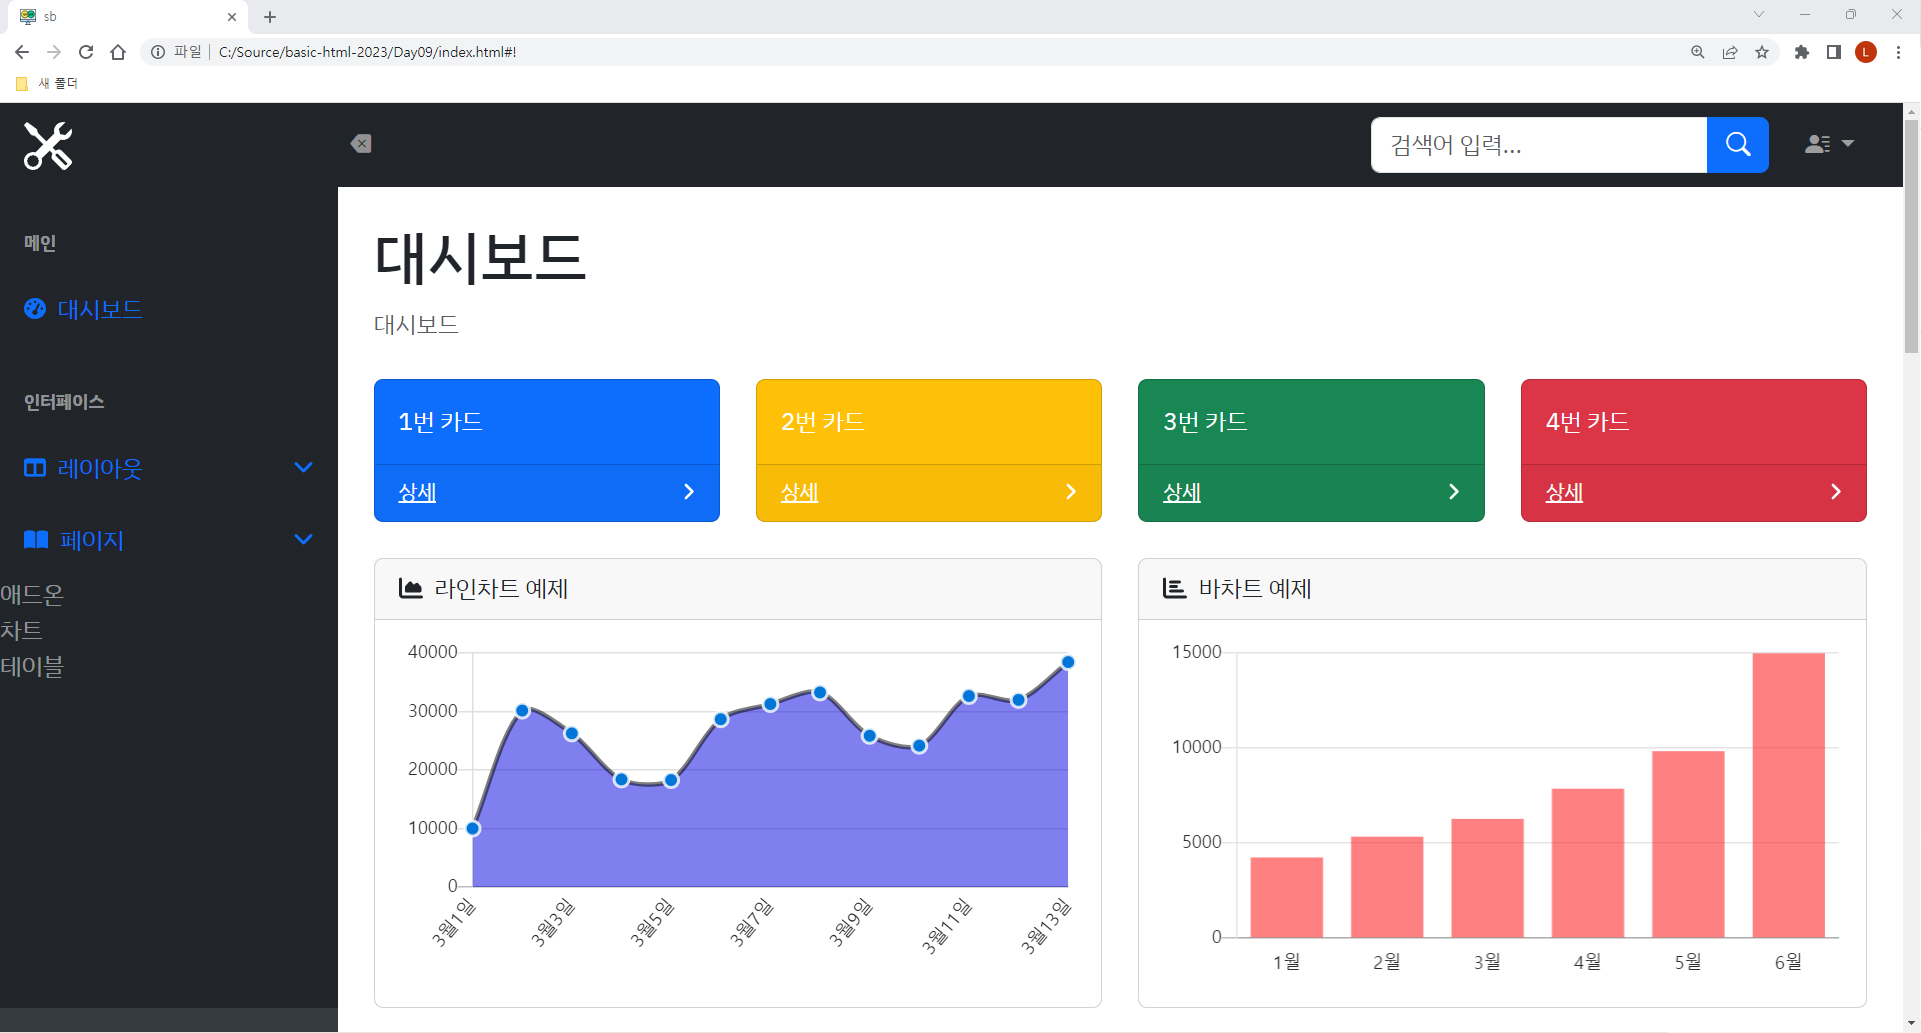 sb
파일
C:/Source/basic-html-2023/Day09/index.html#!
L
새 폴더
검색어 입력...
메인
대시보드
인터페이스
레이아웃
페이지
애드온
차트
테이블
대시보드
대시보드
1번 카드
상세
2번 카드
상세
3번 카드
상세
4번 카드
상세
라인차트 예제
40000
30000
20000
10000
0
3월1일 3월3일 3월5일 3월7일 3월9일 3월11일 3월13일
바차트 예제
15000
10000
5000
0
1월 2월 3월 4월 5월 6월